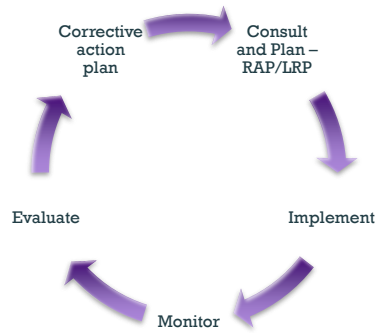 Corrective
action
plan
Consult
and Plan –
RAP/LRP
Implement
Monitor
Evaluate